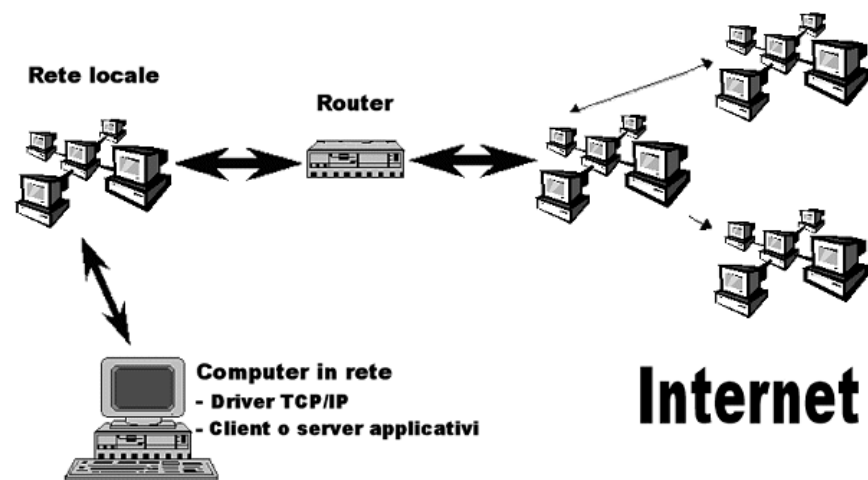 Rete locale
Router
Computer in rete
- Driver TCP/IP
- Client o server applicativi
Internet